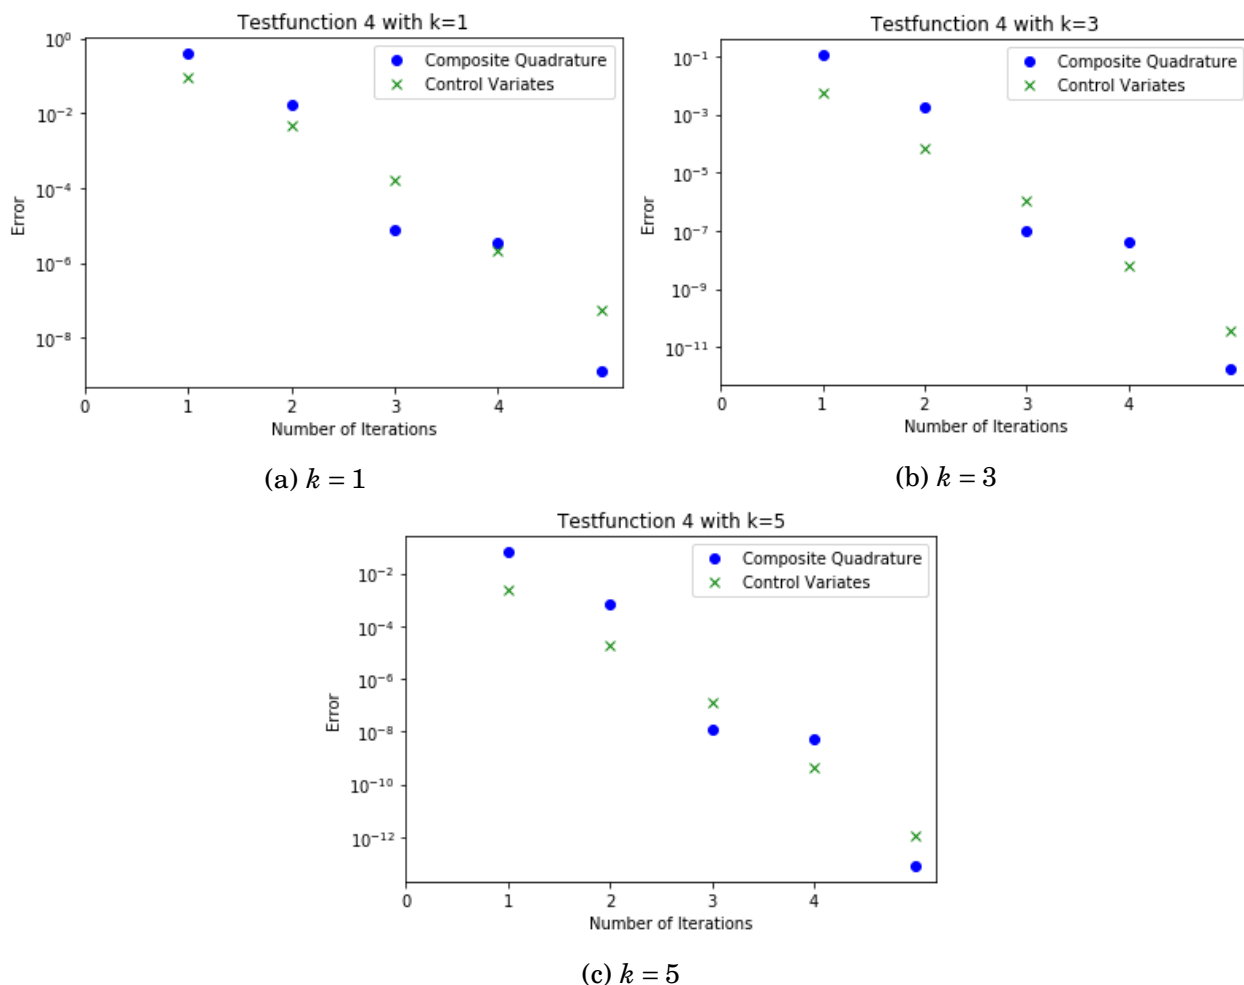 Testfunction 4 with k=1
Composite Quadrature
Control Variates
10⁰
10⁻²
10⁻⁴
10⁻⁶
10⁻⁸
Error
0 1 2 3 4 5
Number of Iterations
(a) k = 1
Testfunction 4 with k=3
Composite Quadrature
Control Variates
10⁻¹
10⁻³
10⁻⁵
10⁻⁷
10⁻⁹
10⁻¹¹
Error
0 1 2 3 4
Number of Iterations
(b) k = 3
Testfunction 4 with k=5
Composite Quadrature
Control Variates
10⁻²
10⁻⁴
10⁻⁶
10⁻⁸
10⁻¹⁰
10⁻¹²
Error
0 1 2 3 4
Number of Iterations
(c) k = 5